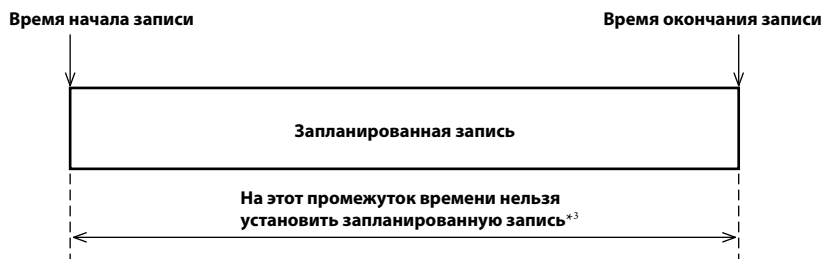 Время начала записи
Время окончания записи
Запланированная запись
На этот промежуток времени нельзя
установить запланированную запись*3